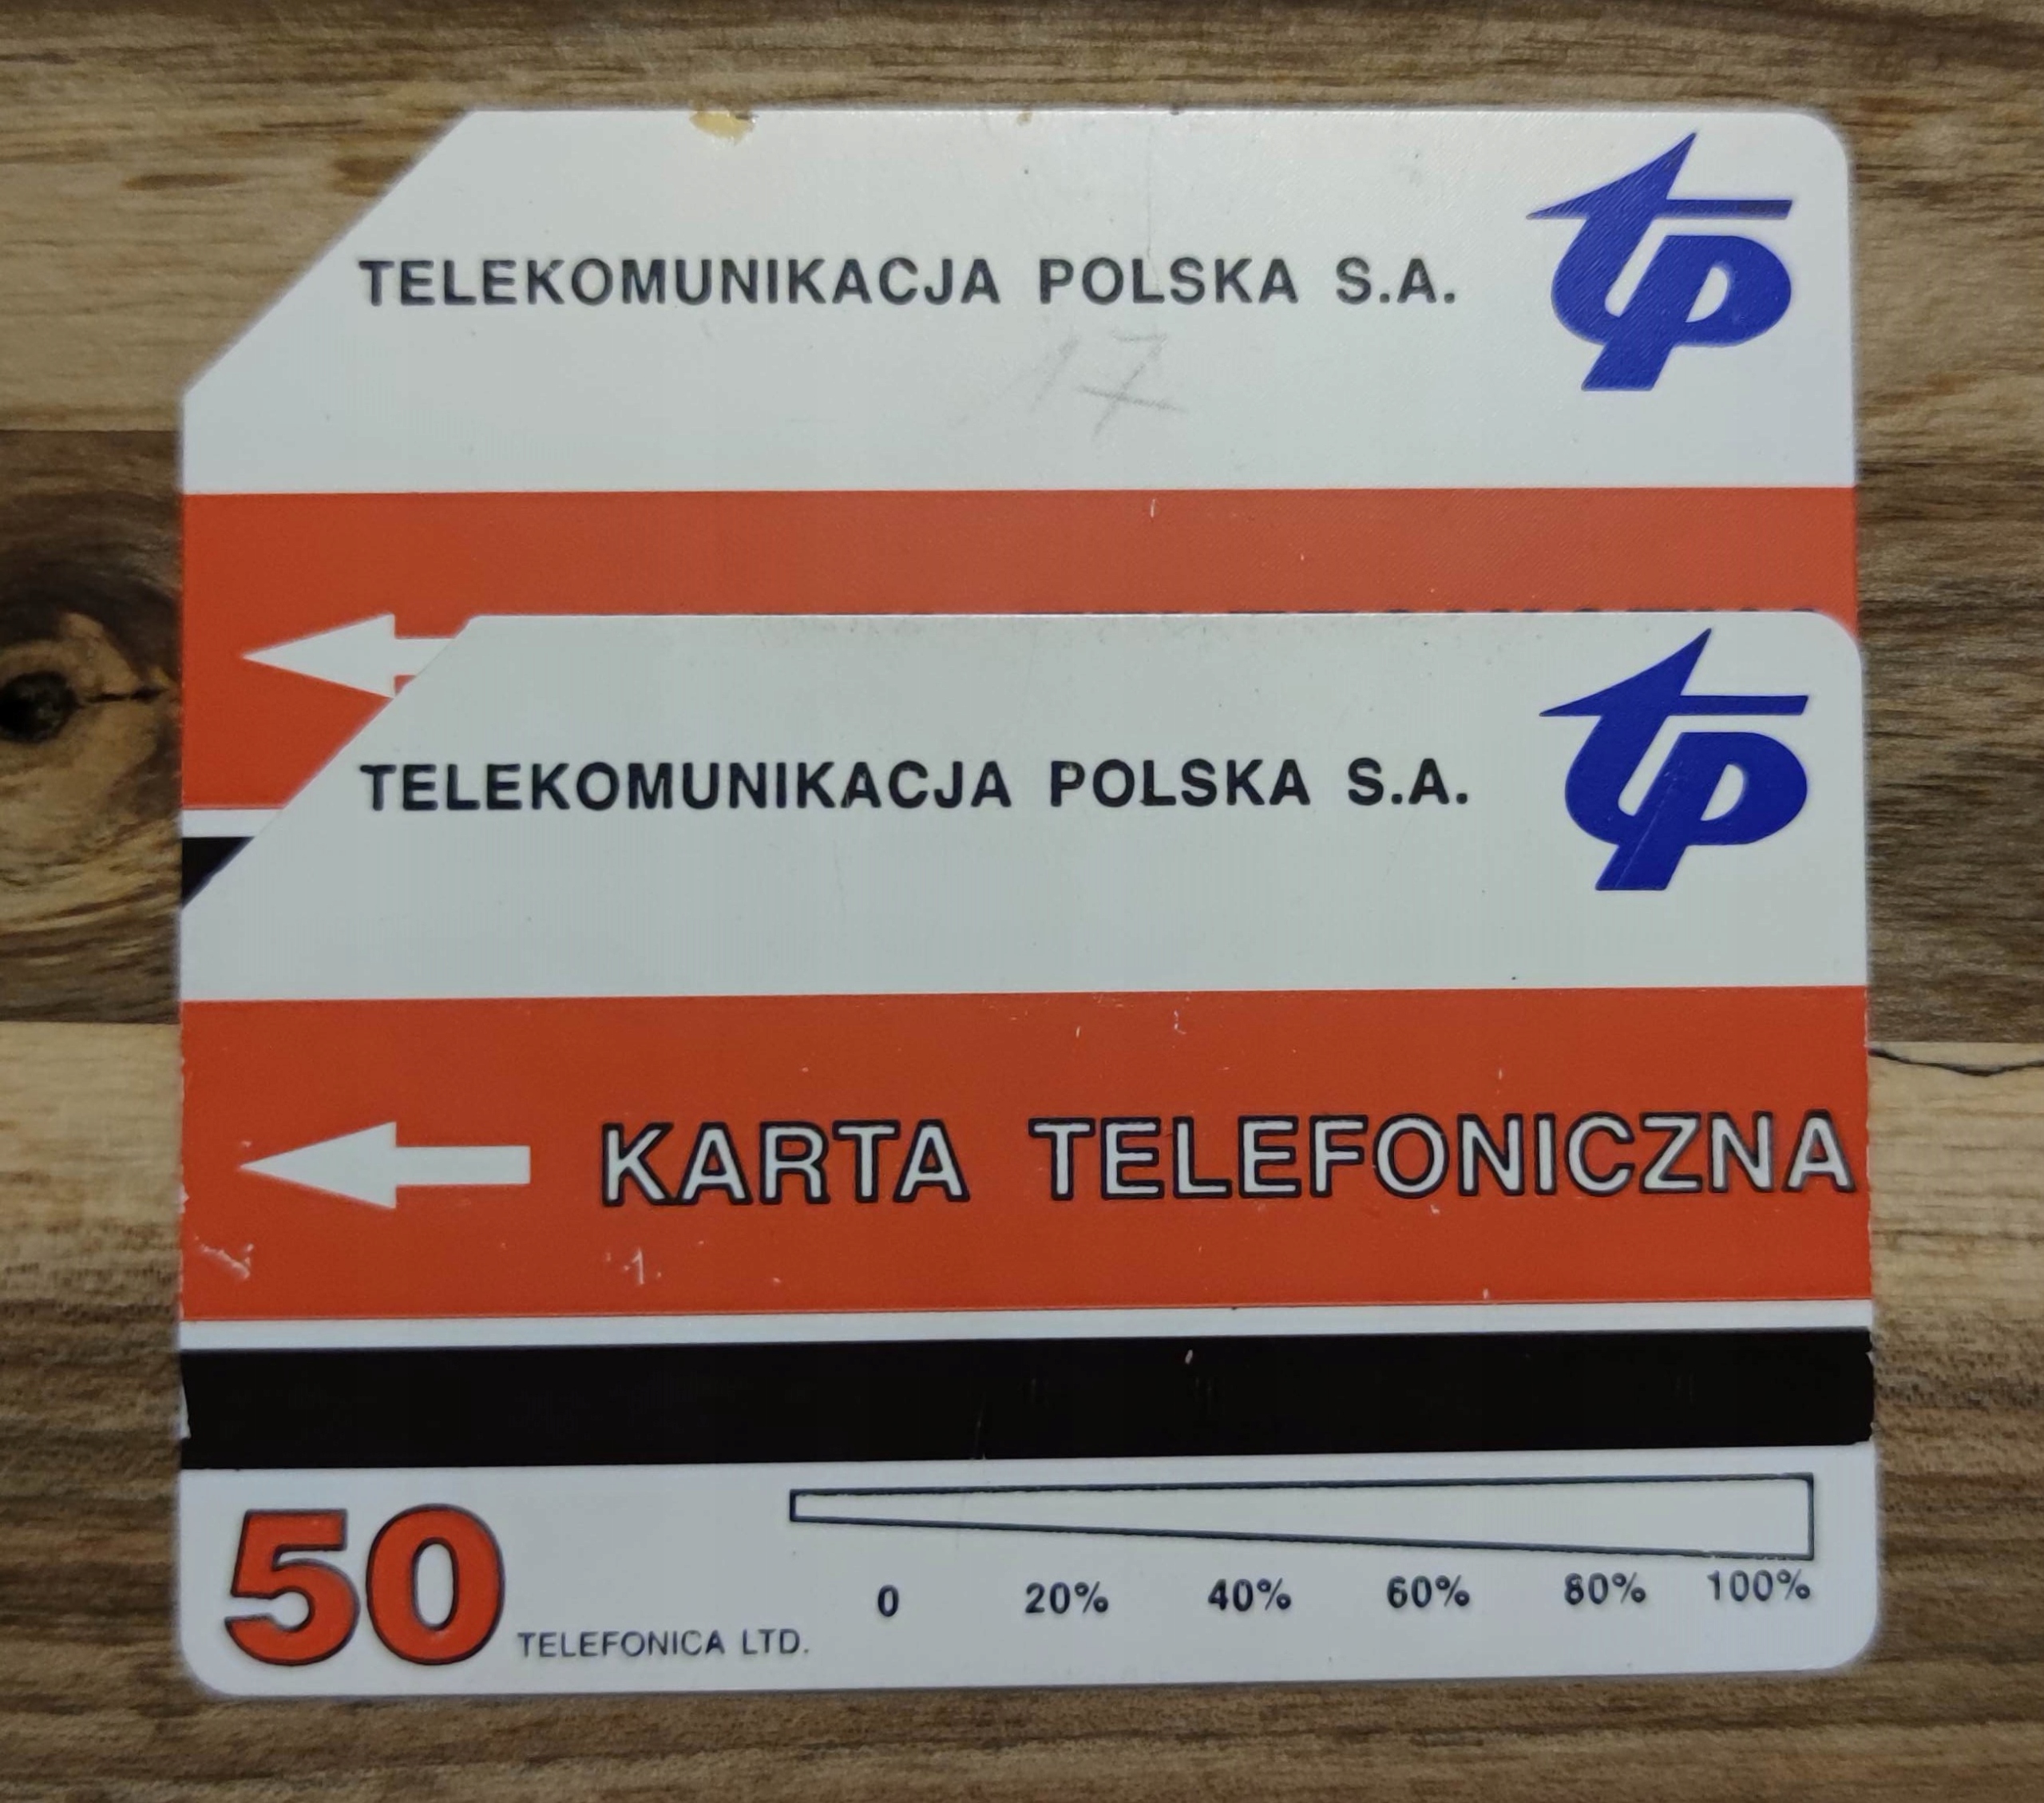 TELEKOMUNIKACJA POLSKA S.A.
tp
17
TELEKOMUNIKACJA POLSKA S.A.
tp
KARTA TELEFONICZNA
50
TELEFONICA LTD.
0 20% 40% 60% 80% 100%